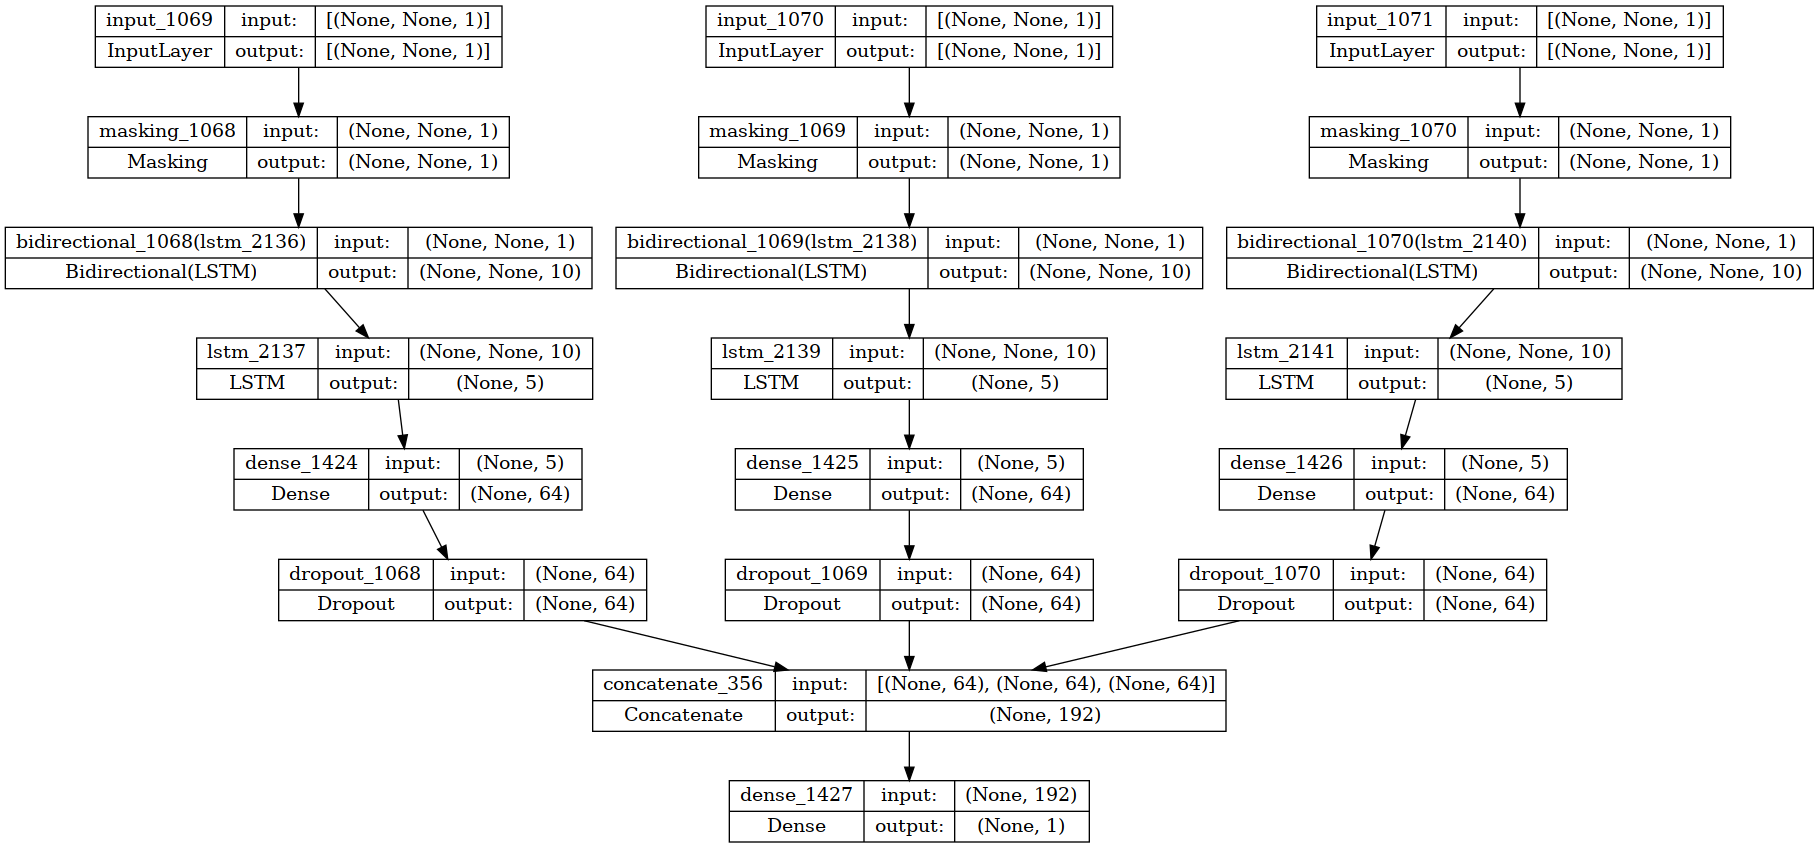 input_1069 input: [(None, None, 1)]
InputLayer output: [(None, None, 1)]
input_1070 input: [(None, None, 1)]
InputLayer output: [(None, None, 1)]
input_1071 input: [(None, None, 1)]
InputLayer output: [(None, None, 1)]
masking_1068 input: (None, None, 1)
Masking output: (None, None, 1)
masking_1069 input: (None, None, 1)
Masking output: (None, None, 1)
masking_1070 input: (None, None, 1)
Masking output: (None, None, 1)
bidirectional_1068(lstm_2136) input: (None, None, 1)
Bidirectional(LSTM) output: (None, None, 10)
bidirectional_1069(lstm_2138) input: (None, None, 1)
Bidirectional(LSTM) output: (None, None, 10)
bidirectional_1070(lstm_2140) input: (None, None, 1)
Bidirectional(LSTM) output: (None, None, 10)
lstm_2137 input: (None, None, 10)
LSTM output: (None, 5)
lstm_2139 input: (None, None, 10)
LSTM output: (None, 5)
lstm_2141 input: (None, None, 10)
LSTM output: (None, 5)
dense_1424 input: (None, 5)
Dense output: (None, 64)
dense_1425 input: (None, 5)
Dense output: (None, 64)
dense_1426 input: (None, 5)
Dense output: (None, 64)
dropout_1068 input: (None, 64)
Dropout output: (None, 64)
dropout_1069 input: (None, 64)
Dropout output: (None, 64)
dropout_1070 input: (None, 64)
Dropout output: (None, 64)
concatenate_356 input: [(None, 64), (None, 64), (None, 64)]
Concatenate output: (None, 192)
dense_1427 input: (None, 192)
Dense output: (None, 1)